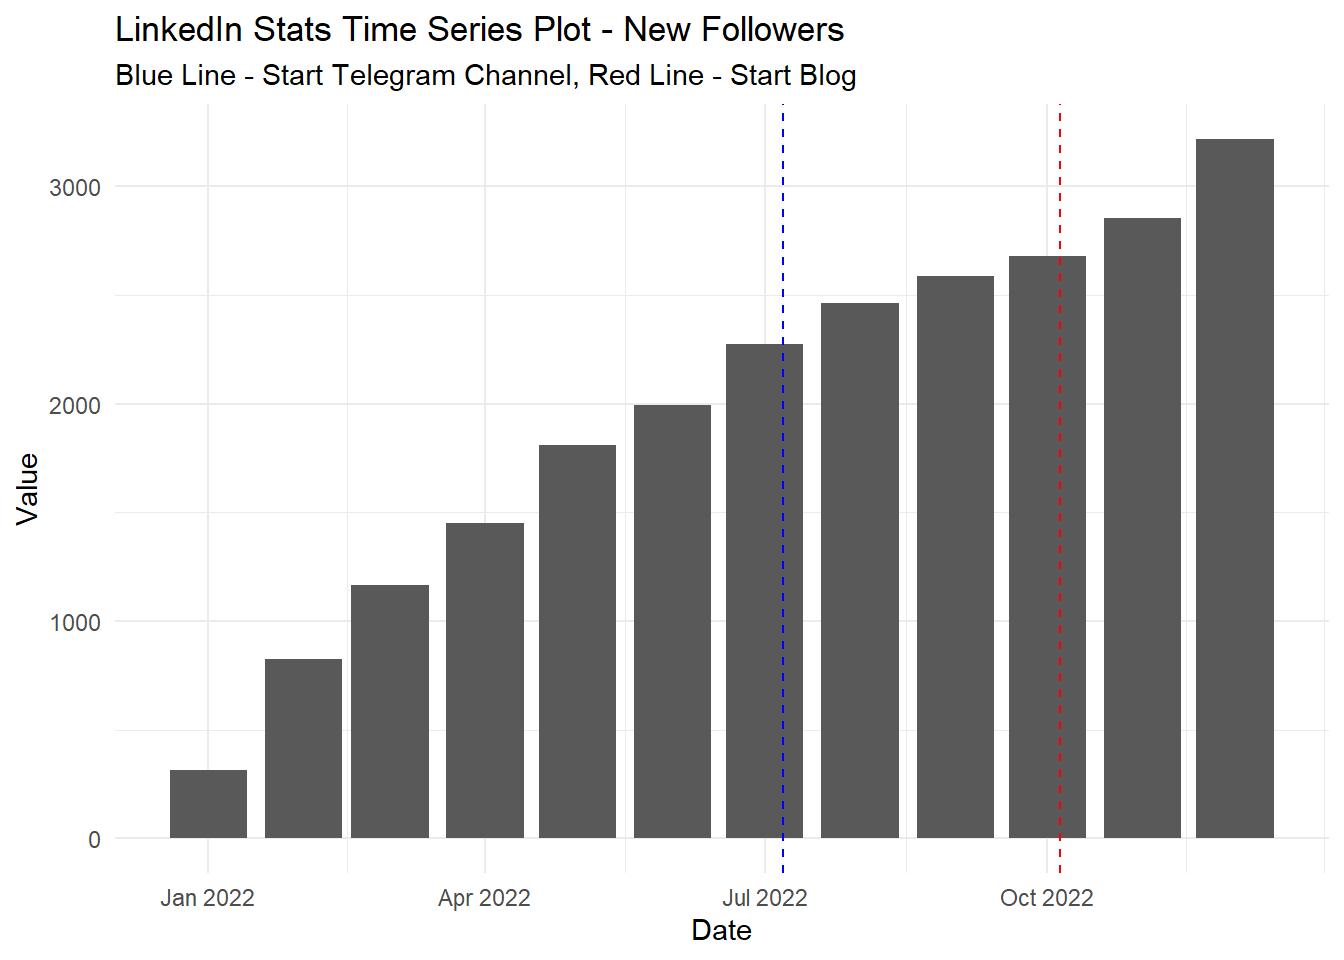 LinkedIn Stats Time Series Plot - New Followers
Blue Line - Start Telegram Channel, Red Line - Start Blog
3000
2000
1000
0
Value
Jan 2022
Apr 2022
Jul 2022
Oct 2022
Date